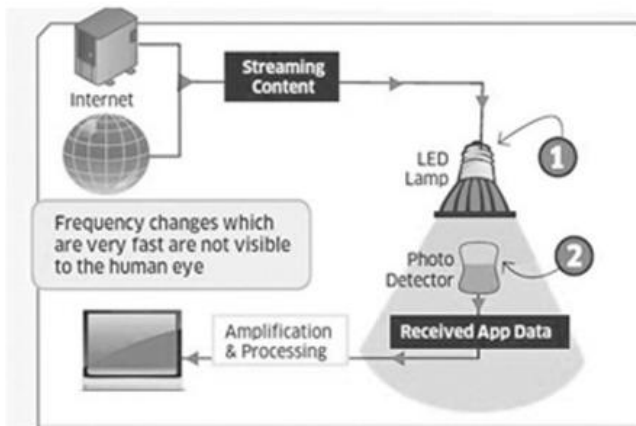 Streaming
Content
Internet
1
LED
Lamp
Frequency changes which
are very fast are not visible
to the human eye
Photo
Detector
2
Amplification
& Processing
Received App Data